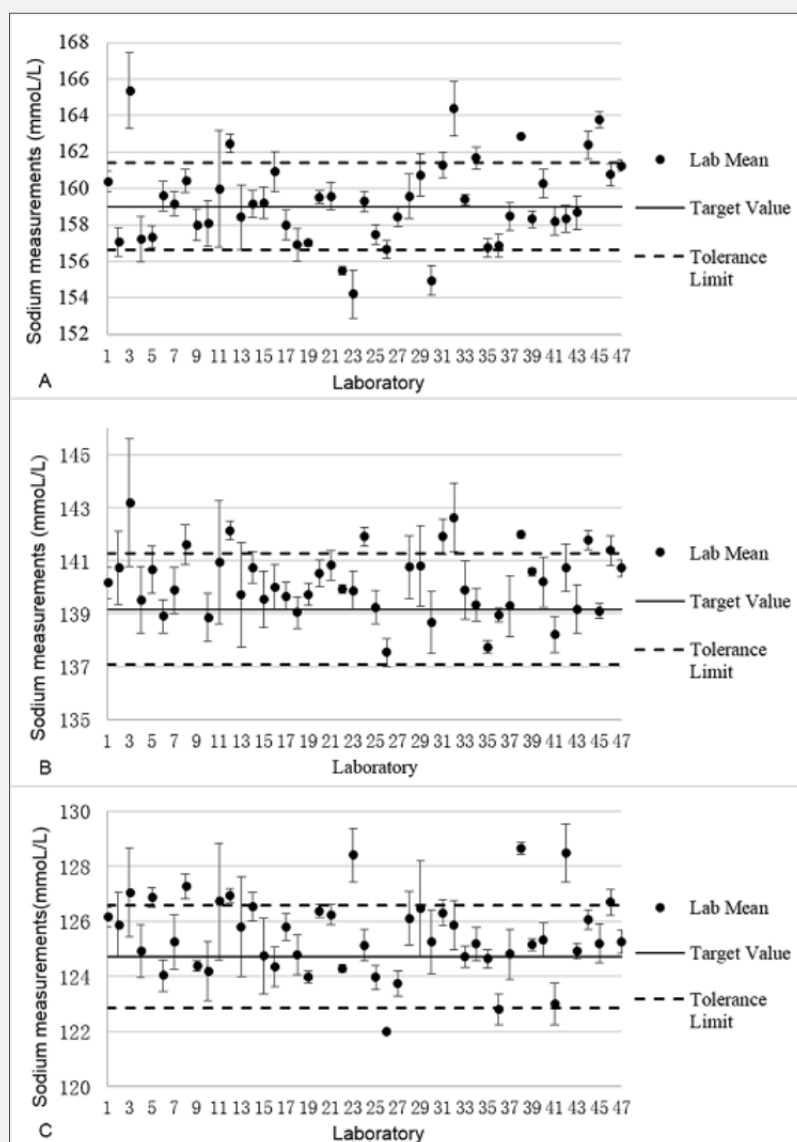 168
166
164
162
160
158
156
154
152
Sodium measurements (mmoL/L)
1 3 5 7 9 11 13 15 17 19 21 23 25 27 29 31 33 35 37 39 41 43 45 47
Laboratory
A
Lab Mean
Target Value
Tolerance
Limit
145
143
141
139
137
135
Sodium measurements (mmoL/L)
1 3 5 7 9 11 13 15 17 19 21 23 25 27 29 31 33 35 37 39 41 43 45 47
Laboratory
B
Lab Mean
Target Value
Tolerance
Limit
130
128
126
124
122
120
Sodium measurements(mmoL/L)
1 3 5 7 9 11 13 15 17 19 21 23 25 27 29 31 33 35 37 39 41 43 45 47
Laboratory
C
Lab Mean
Target Value
Tolerance
Limit